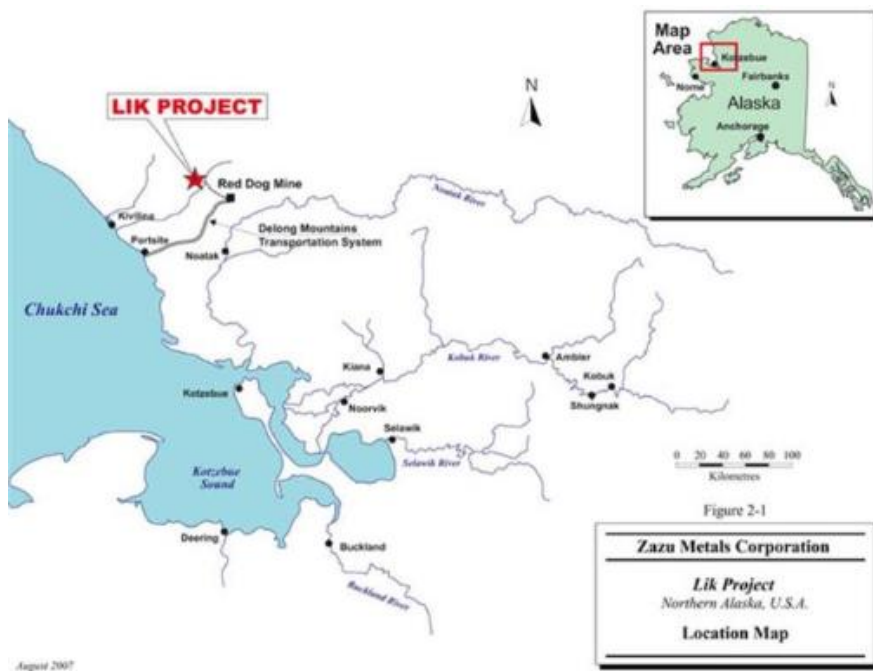 Map
Area
Kotzebue
Fairbanks
Nome
Alaska
N
Anchorage
N
LIK PROJECT
Red Dog Mine
Noatak River
Kivilina
Delong Mountains
Transportation System
Portsite
Noatak
Chukchi Sea
Kobuk River
Ambler
Kiana
Kobuk
Kotzebue
Noorvik
Shungnak
Selawik
Selawik River
Kotzebue
Sound
0 20 40 60 80 100
Kilometres
Figure 2-1
Deering
Buckland
Buckland River
Zazu Metals Corporation
Lik Project
Northern Alaska, U.S.A.
Location Map
August 2007